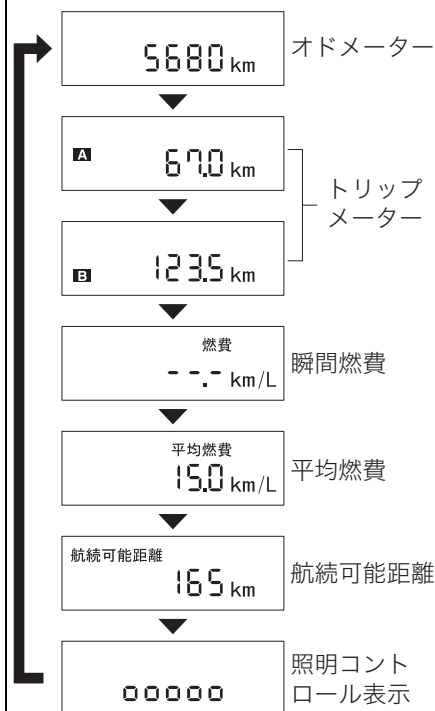 5680 km
オドメーター
A 67.0 km
トリップ
メーター
B 123.5 km
燃費
--.- km/L
瞬間燃費
平均燃費
15.0 km/L
平均燃費
航続可能距離
165 km
航続可能距離
ooooo
照明コント
ロール表示